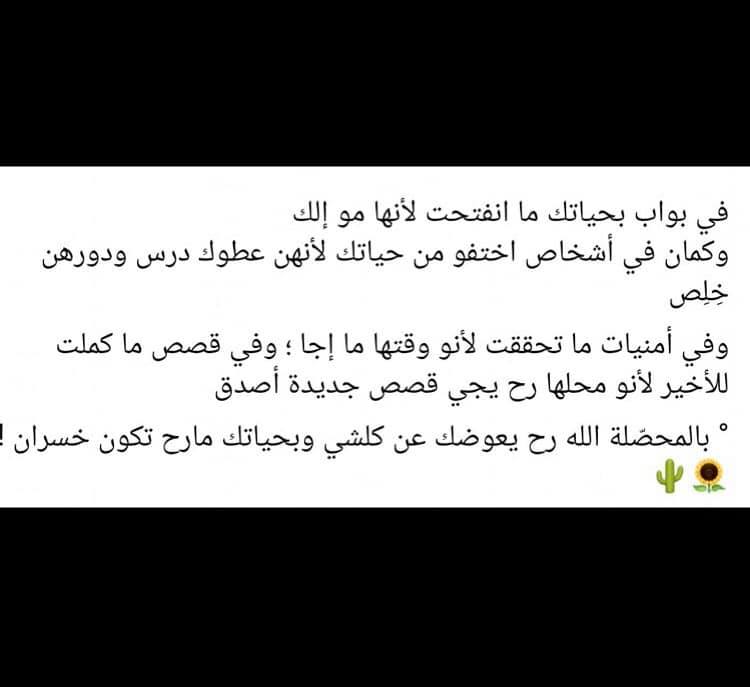 في بواب بحياتك ما انفتحت لأنها مو إلك
وكمان في أشخاص اختفو من حياتك لأنهن عطوك درس ودورهن
خِلِص
وفي أمنيات ما تحققت لأنو وقتها ما إجا ؛ وفي قصص ما كملت
للأخير لأنو محلها رح يجي قصص جديدة أصدق
° بالمحصّلة الله رح يعوضك عن كلشي وبحياتك مارح تكون خسران !
🌻🌵